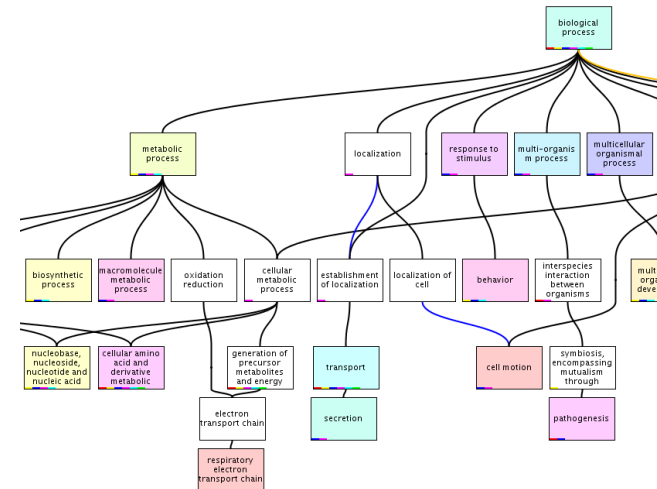 biological
process
metabolic
process
localization
response to
stimulus
multi-organis
m process
multicellular
organismal
process
biosynthetic
process
macromolecule
metabolic
process
oxidation
reduction
cellular
metabolic
process
establishment
of localization
localization of
cell
behavior
interspecies
interaction
between
organisms
mult
orga
deve
nucleobase,
nucleoside,
nucleotide and
nucleic acid
cellular amino
acid and
derivative
metabolic
generation of
precursor
metabolites
and energy
transport
cell motion
symbiosis,
encompassing
mutualism
through
electron
transport chain
secretion
pathogenesis
respiratory
electron
transport chain